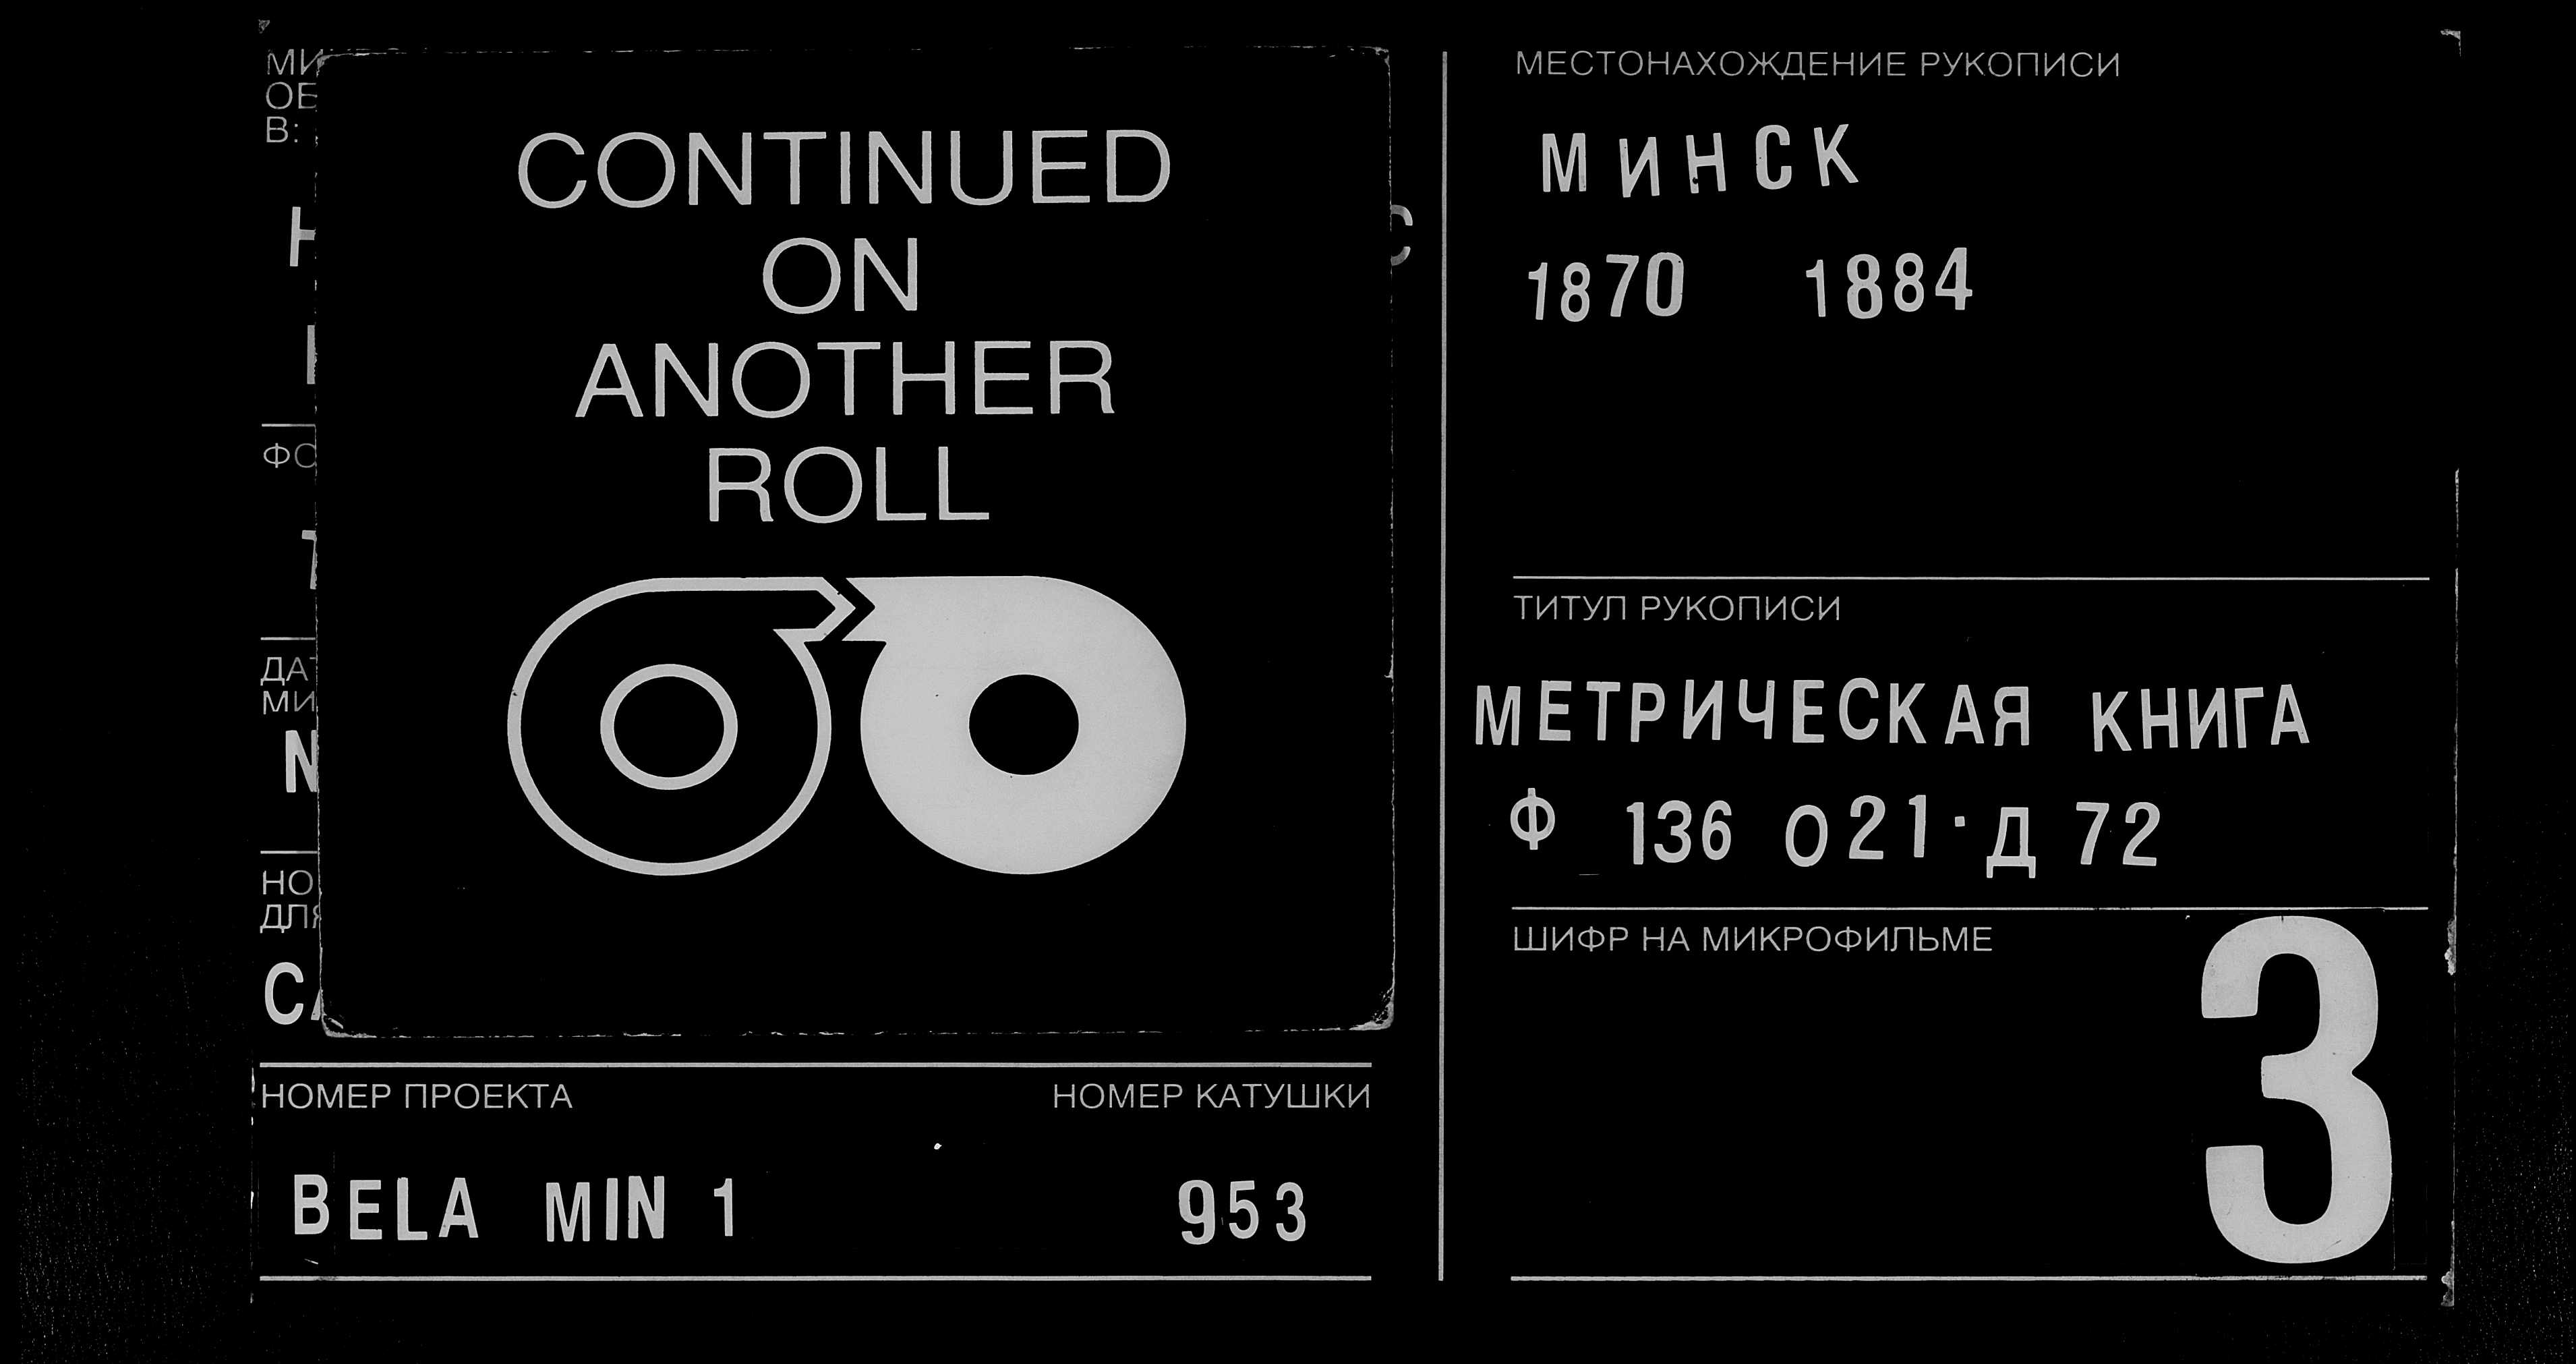 CONTINUED
ON
ANOTHER
ROLL
В:
НОМЕР ПРОЕКТА
НОМЕР КАТУШКИ
BELA MIN 1
953
МЕСТОНАХОЖДЕНИЕ РУКОПИСИ
МИНСК
1870 1884
ТИТУЛ РУКОПИСИ
МЕТРИЧЕСКАЯ КНИГА
Ф 136 О 21 · Д 72
ШИФР НА МИКРОФИЛЬМЕ
3